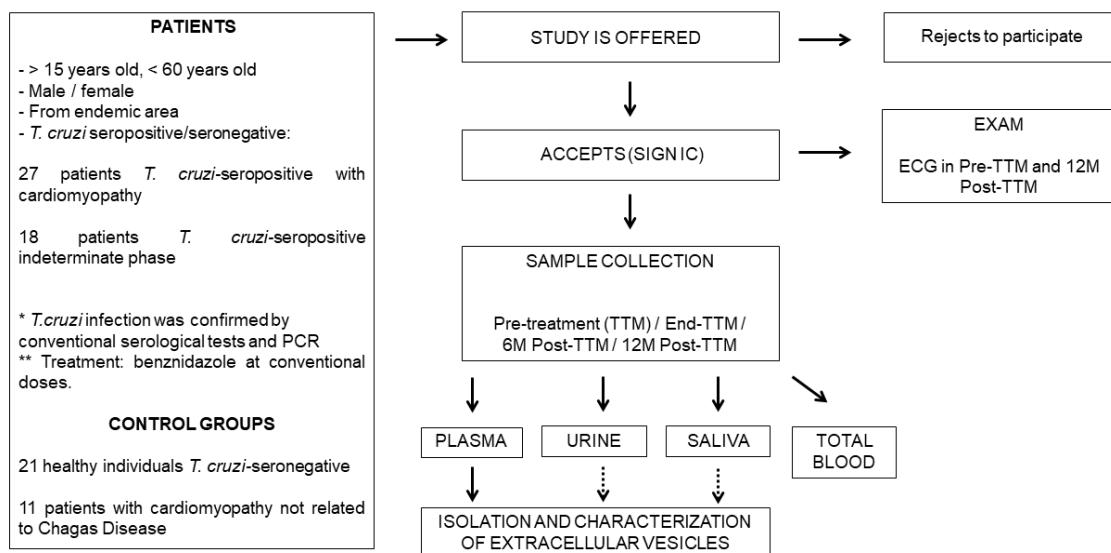 PATIENTS
- > 15 years old, < 60 years old
- Male / female
- From endemic area
- T. cruzi seropositive/seronegative:
27 patients T. cruzi-seropositive with
cardiomyopathy
18 patients T. cruzi-seropositive
indeterminate phase
* T.cruzi infection was confirmed by
conventional serological tests and PCR
** Treatment: benznidazole at conventional
doses.
CONTROL GROUPS
21 healthy individuals T. cruzi-seronegative
11 patients with cardiomyopathy not related
to Chagas Disease
STUDY IS OFFERED
Rejects to participate
ACCEPTS (SIGN IC)
EXAM
ECG in Pre-TTM and 12M
Post-TTM
SAMPLE COLLECTION
Pre-treatment (TTM) / End-TTM /
6M Post-TTM / 12M Post-TTM
PLASMA
URINE
SALIVA
TOTAL
BLOOD
ISOLATION AND CHARACTERIZATION
OF EXTRACELLULAR VESICLES